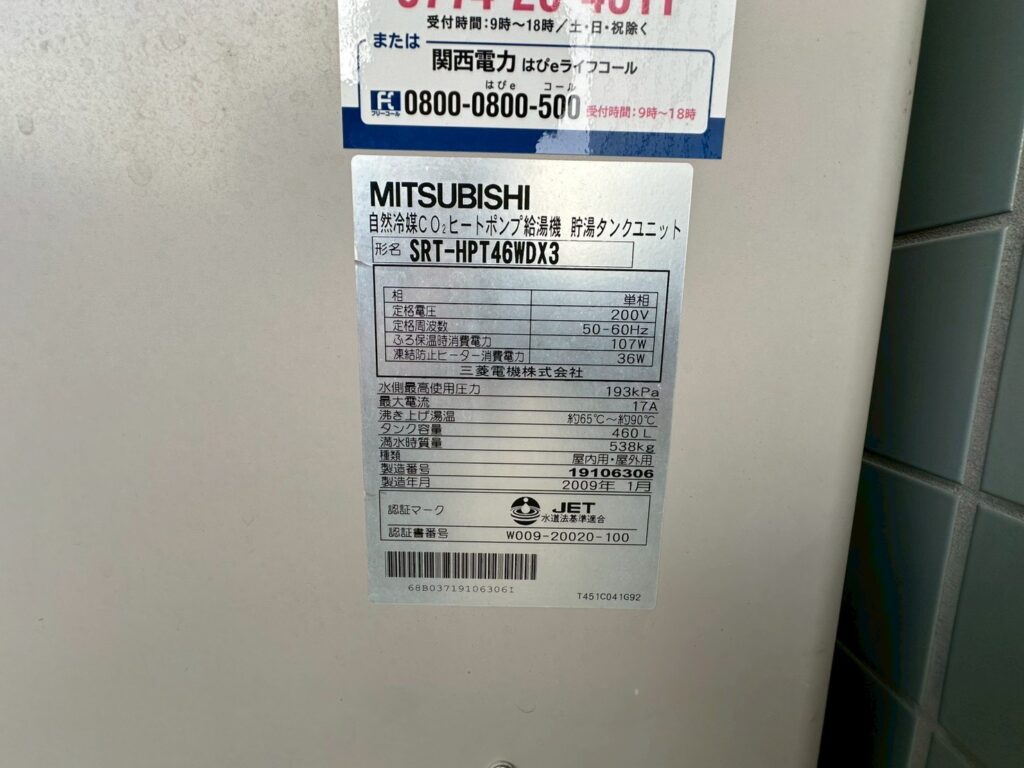 受付時間:9時～18時/土・日・祝除く
または
関西電力 はぴeライフコール
はぴe コール
フリーコール 0800-0800-500 受付時間:9時～18時
MITSUBISHI
自然冷媒CO₂ヒートポンプ給湯機 貯湯タンクユニット
形名 SRT-HPT46WDX3
相 単相
定格電圧 200V
定格周波数 50-60Hz
ふろ保温時消費電力 107W
凍結防止ヒーター消費電力 36W
三菱電機株式会社
水側最高使用圧力 193kPa
最大電流 17A
沸き上げ湯温 約65℃～約90℃
タンク容量 460L
満水時質量 538kg
種類 屋内用・屋外用
製造番号 19106306
製造年月 2009年 1月
認証マーク JET
水道法基準適合
認証書番号 W009-20020-100
68B037191063061
T451C041G92